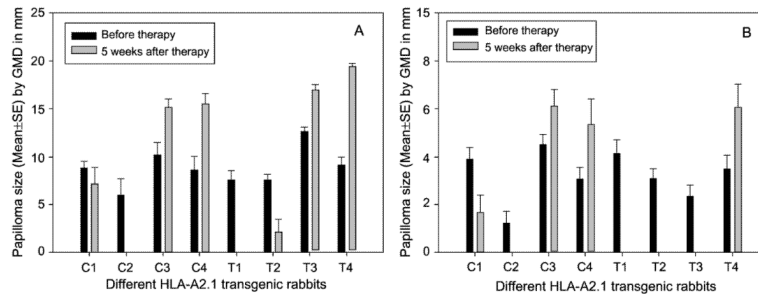 Papilloma size (Mean±SE) by GMD in mm
25
20
15
10
5
0
Before therapy
5 weeks after therapy
A
C1 C2 C3 C4 T1 T2 T3 T4
Different HLA-A2.1 transgenic rabbits
Papilloma size (Mean±SE) by GMD in mm
8
6
4
2
0
Before therapy
5 weeks after therapy
B
C1 C2 C3 C4 T1 T2 T3 T4
Different HLA-A2.1 transgenic rabbits